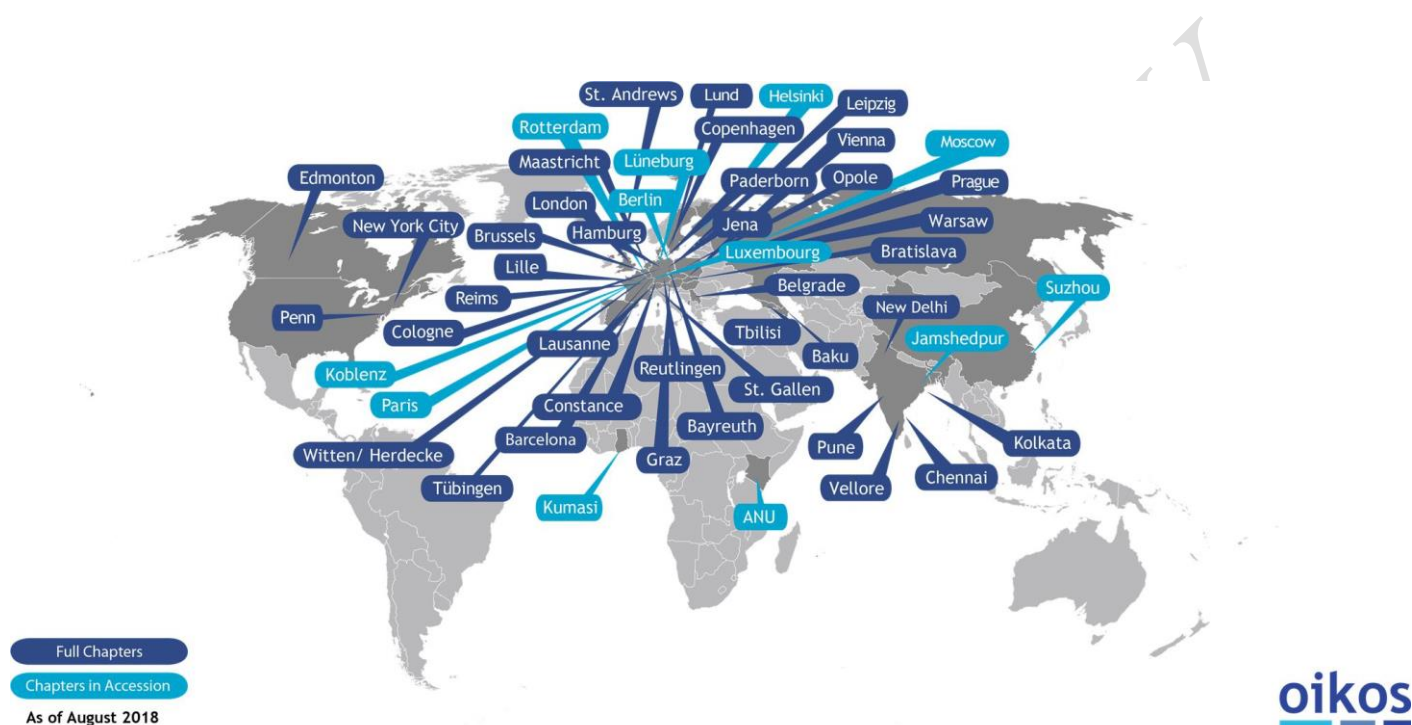 St. Andrews
Lund
Helsinki
Leipzig
Rotterdam
Copenhagen
Vienna
Moscow
Maastricht
Lüneburg
Paderborn
Opole
Prague
Edmonton
Berlin
London
New York City
Hamburg
Jena
Warsaw
Brussels
Luxembourg
Bratislava
Lille
Belgrade
Suzhou
Reims
New Delhi
Penn
Cologne
Lausanne
Tbilisi
Baku
Jamshedpur
Koblenz
Reutlingen
St. Gallen
Paris
Constance
Bayreuth
Barcelona
Pune
Kolkata
Witten/ Herdecke
Graz
Tübingen
Vellore
Chennai
Kumasi
ANU
Full Chapters
Chapters in Accession
As of August 2018
oikos